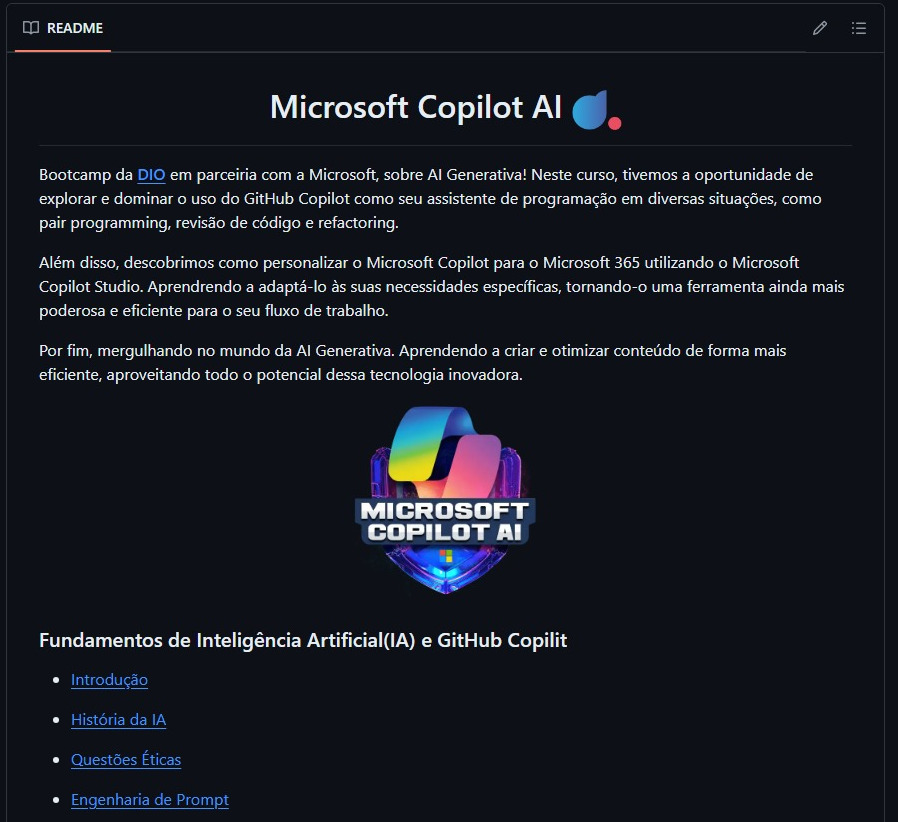 README
Microsoft Copilot AI
Bootcamp da DIO em parceiria com a Microsoft, sobre AI Generativa! Neste curso, tivemos a oportunidade de
explorar e dominar o uso do GitHub Copilot como seu assistente de programação em diversas situações, como
pair programming, revisão de código e refactoring.
Além disso, descobrimos como personalizar o Microsoft Copilot para o Microsoft 365 utilizando o Microsoft
Copilot Studio. Aprendrendo a adaptá-lo às suas necessidades específicas, tornando-o uma ferramenta ainda mais
poderosa e eficiente para o seu fluxo de trabalho.
Por fim, mergulhando no mundo da AI Generativa. Aprendendo a criar e otimizar conteúdo de forma mais
eficiente, aproveitando todo o potencial dessa tecnologia inovadora.
MICROSOFT
COPILOT AI
Fundamentos de Inteligência Artificial(IA) e GitHub Copilit
Introdução
História da IA
Questões Éticas
Engenharia de Prompt